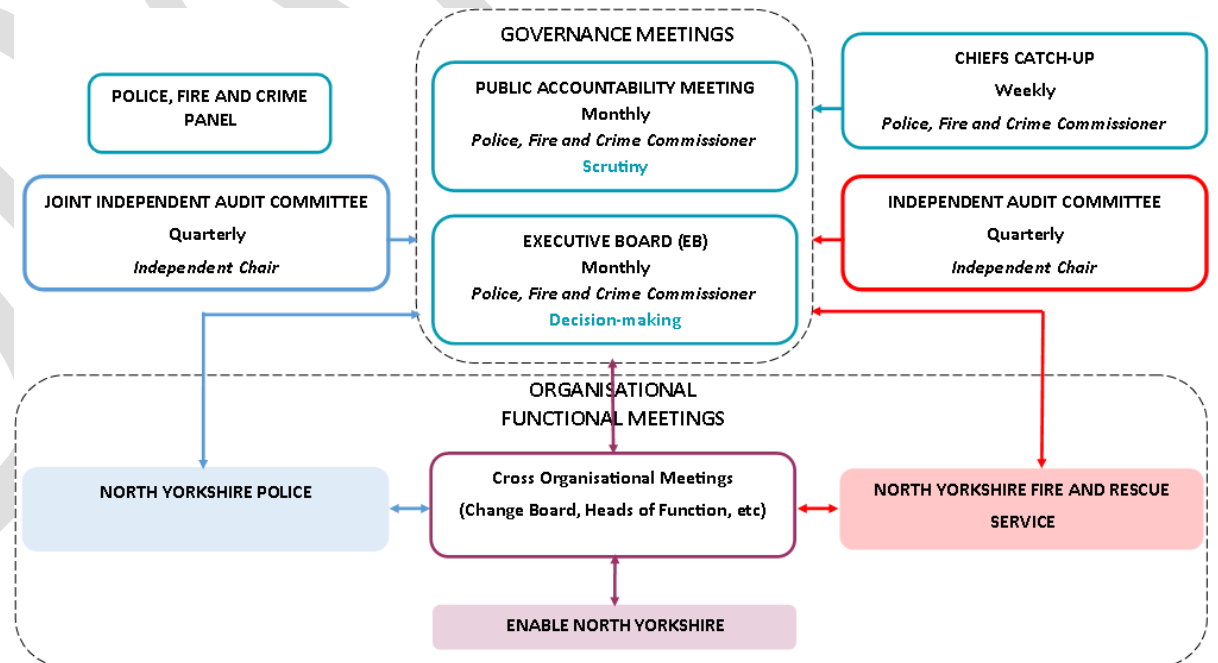 GOVERNANCE MEETINGS
PUBLIC ACCOUNTABILITY MEETING
Monthly
Police, Fire and Crime Commissioner
Scrutiny
CHIEFS CATCH-UP
Weekly
Police, Fire and Crime Commissioner
POLICE, FIRE AND CRIME
PANEL
JOINT INDEPENDENT AUDIT COMMITTEE
Quarterly
Independent Chair
EXECUTIVE BOARD (EB)
Monthly
Police, Fire and Crime Commissioner
Decision-making
INDEPENDENT AUDIT COMMITTEE
Quarterly
Independent Chair
ORGANISATIONAL
FUNCTIONAL MEETINGS
NORTH YORKSHIRE POLICE
Cross Organisational Meetings
(Change Board, Heads of Function, etc)
NORTH YORKSHIRE FIRE AND RESCUE
SERVICE
ENABLE NORTH YORKSHIRE